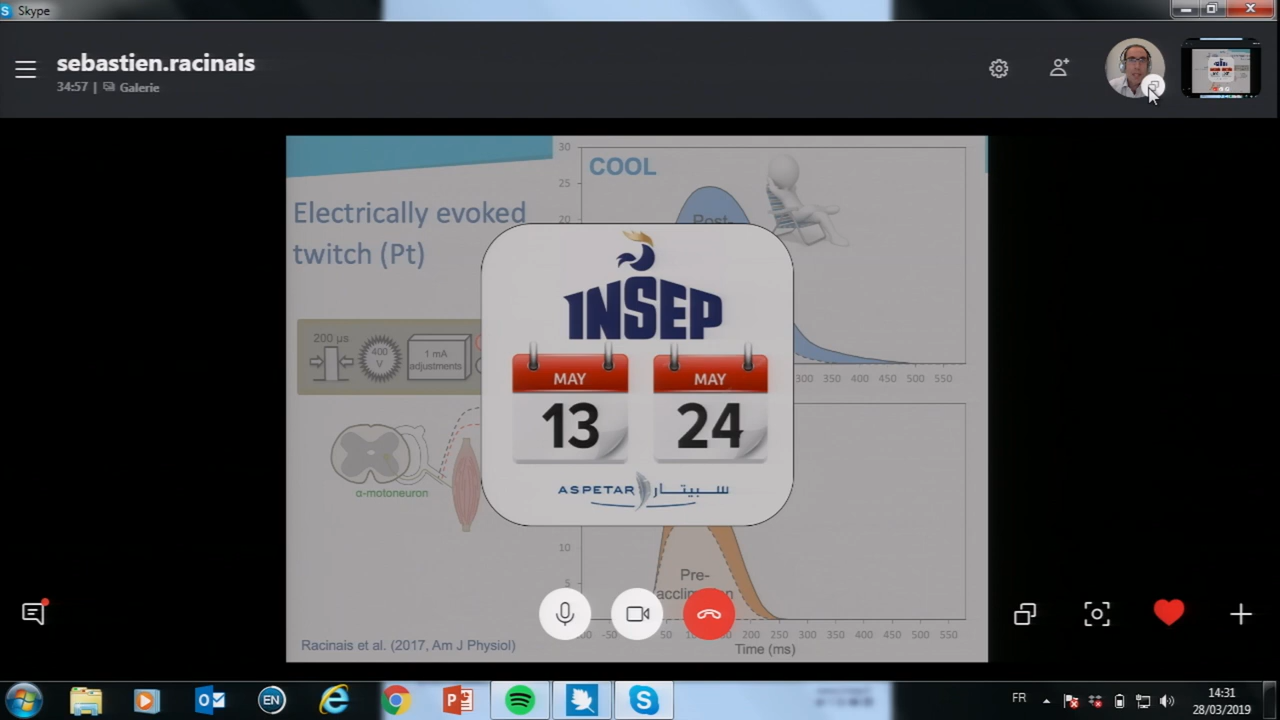 Skype
sebastien.racinais
34:57 | Galerie
Electrically evoked
twitch (Pt)
COOL
30
25
20
Post-
200 µs
400
V
1 mA
adjustments
α-motoneuron
INSEP
MAY
13
MAY
24
ASPETAR
سبيتار
300 350 400 450 500 550
10
5
Pre-
-50
50
150 200 250 300 350 400 450 500 550
Time (ms)
Racinais et al. (2017, Am J Physiol)
EN
FR
14:31
28/03/2019